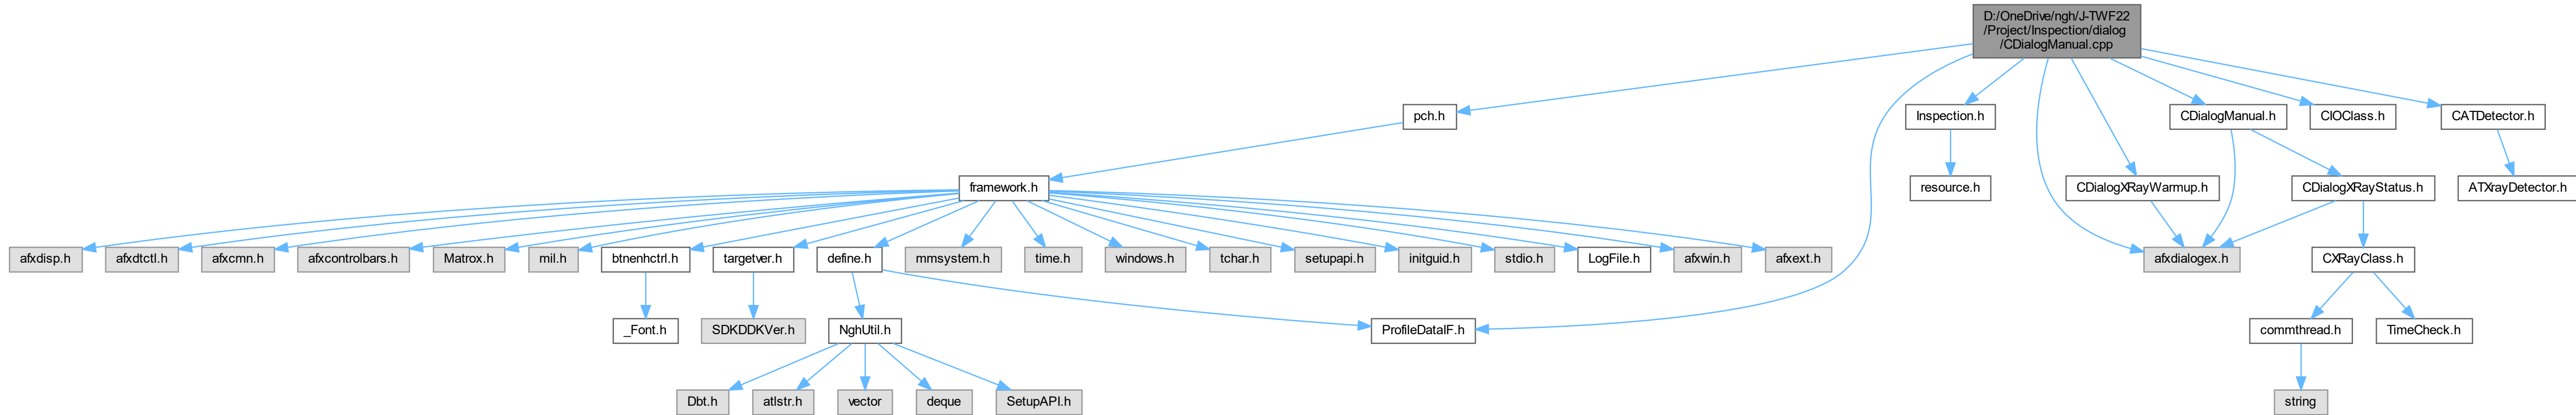 D:/OneDrive/ngh/J-TWF22
/Project/Inspection/dialog
/CDialogManual.cpp
pch.h
Inspection.h
CDialogManual.h
CIOClass.h
CATDetector.h
framework.h
resource.h
CDialogXRayWarmup.h
CDialogXRayStatus.h
ATXrayDetector.h
afxdisp.h
afxdtctl.h
afxcmn.h
afxcontrolbars.h
Matrox.h
mil.h
btnenhctrl.h
targetver.h
define.h
mmsystem.h
time.h
windows.h
tchar.h
setupapi.h
initguid.h
stdio.h
LogFile.h
afxwin.h
afxext.h
afxdialogex.h
CXRayClass.h
_Font.h
SDKDDKVer.h
NghUtil.h
ProfileDataIF.h
commthread.h
TimeCheck.h
Dbt.h
atlstr.h
vector
deque
SetupAPI.h
string